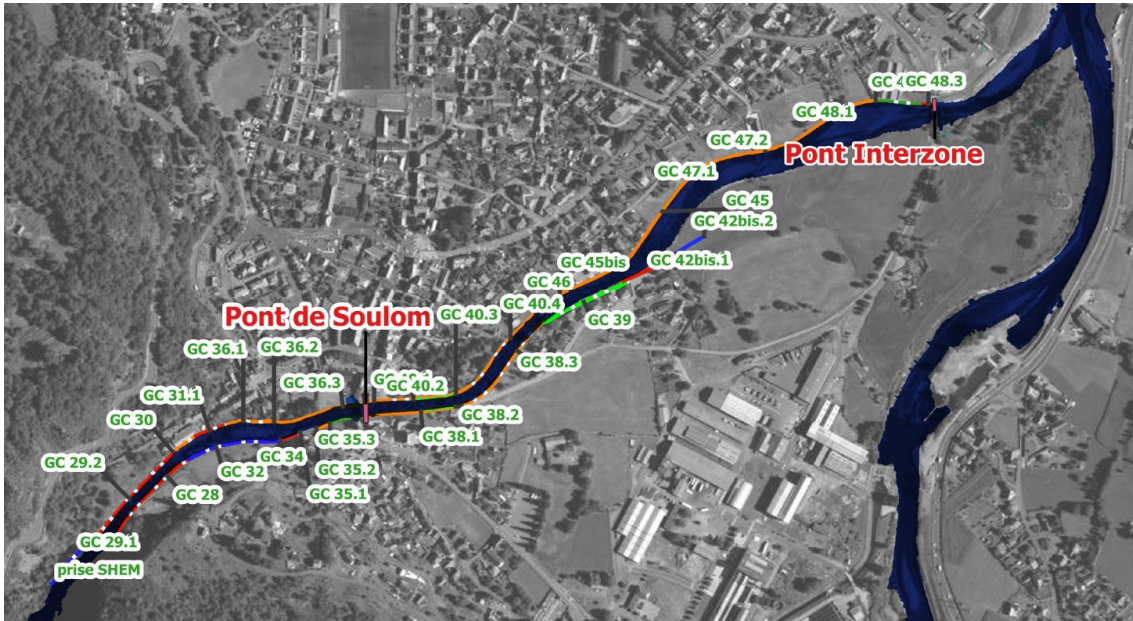 GC 48.3
GC 48.1
GC 47.2
Pont Interzone
GC 47.1
GC 45
GC 42bis.2
GC 45bis
GC 42bis.1
GC 46
GC 40.4
GC 40.3
Pont de Soulom
GC 39
GC 36.1
GC 36.2
GC 38.3
GC 36.3
GC 40.2
GC 31.1
GC 38.2
GC 30
GC 35.3
GC 38.1
GC 34
GC 32
GC 35.2
GC 29.2
GC 28
GC 35.1
GC 29.1
prise SHEM